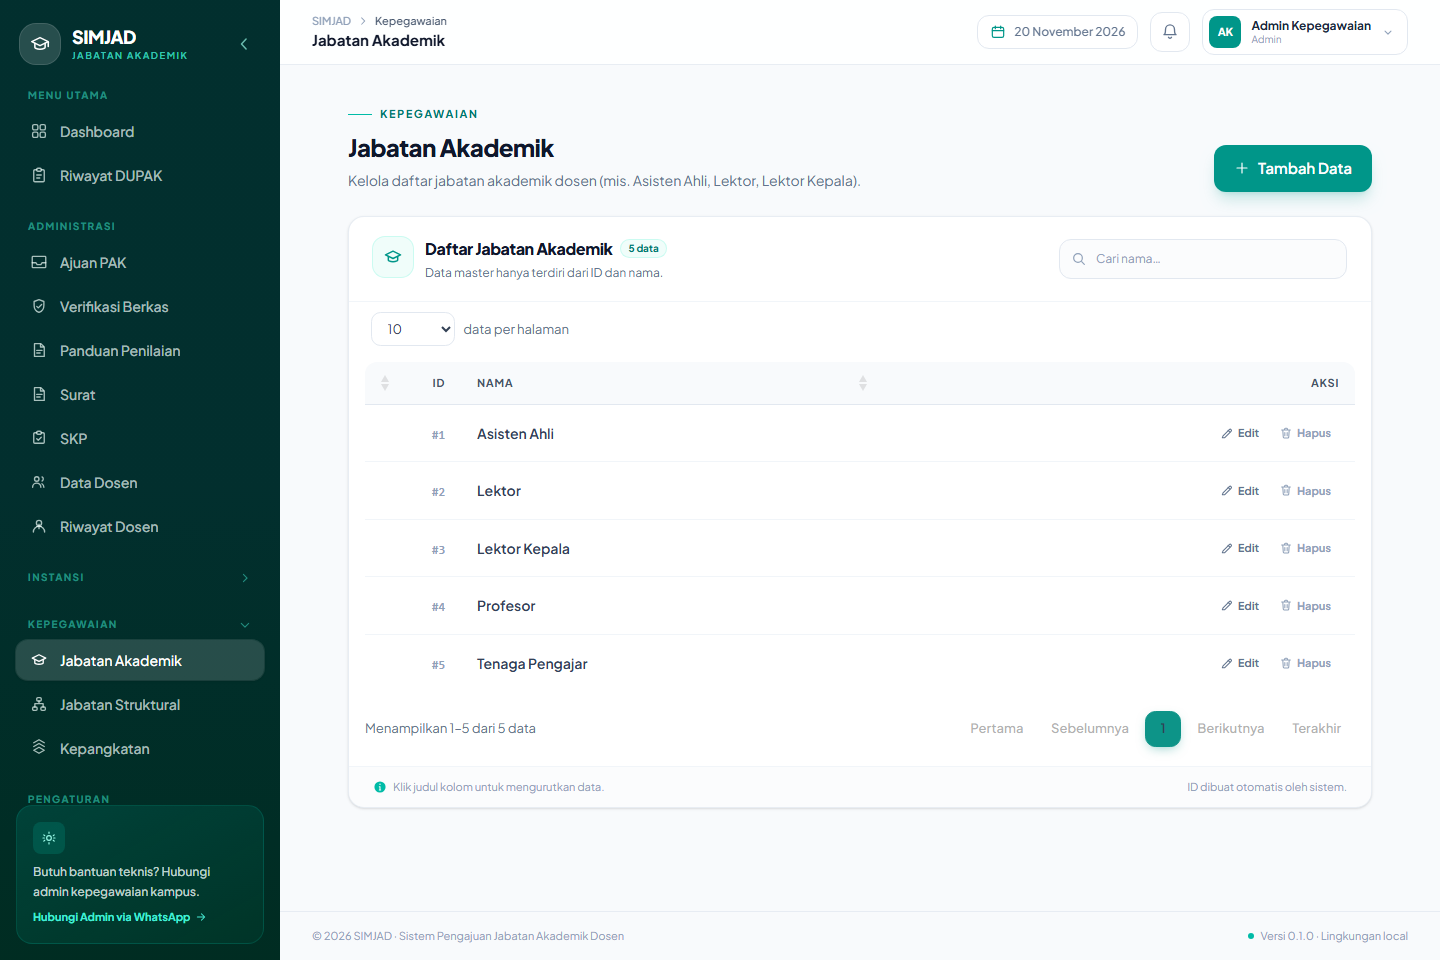 SIMJAD
JABATAN AKADEMIK
MENU UTAMA
Dashboard
Riwayat DUPAK
ADMINISTRASI
Ajuan PAK
Verifikasi Berkas
Panduan Penilaian
Surat
SKP
Data Dosen
Riwayat Dosen
INSTANSI
KEPEGAWAIAN
Jabatan Akademik
Jabatan Struktural
Kepangkatan
PENGATURAN
Butuh bantuan teknis? Hubungi
admin kepegawaian kampus.
Hubungi Admin via WhatsApp →
SIMJAD > Kepegawaian
Jabatan Akademik
20 November 2026
AK
Admin Kepegawaian
Admin
KEPEGAWAIAN
Jabatan Akademik
Kelola daftar jabatan akademik dosen (mis. Asisten Ahli, Lektor, Lektor Kepala).
+ Tambah Data
Daftar Jabatan Akademik 5 data
Data master hanya terdiri dari ID dan nama.
Cari nama...
10 data per halaman
ID NAMA AKSI
#1 Asisten Ahli Edit Hapus
#2 Lektor Edit Hapus
#3 Lektor Kepala Edit Hapus
#4 Profesor Edit Hapus
#5 Tenaga Pengajar Edit Hapus
Menampilkan 1–5 dari 5 data
Pertama Sebelumnya 1 Berikutnya Terakhir
Klik judul kolom untuk mengurutkan data.
ID dibuat otomatis oleh sistem.
© 2026 SIMJAD · Sistem Pengajuan Jabatan Akademik Dosen
Versi 0.1.0 · Lingkungan local